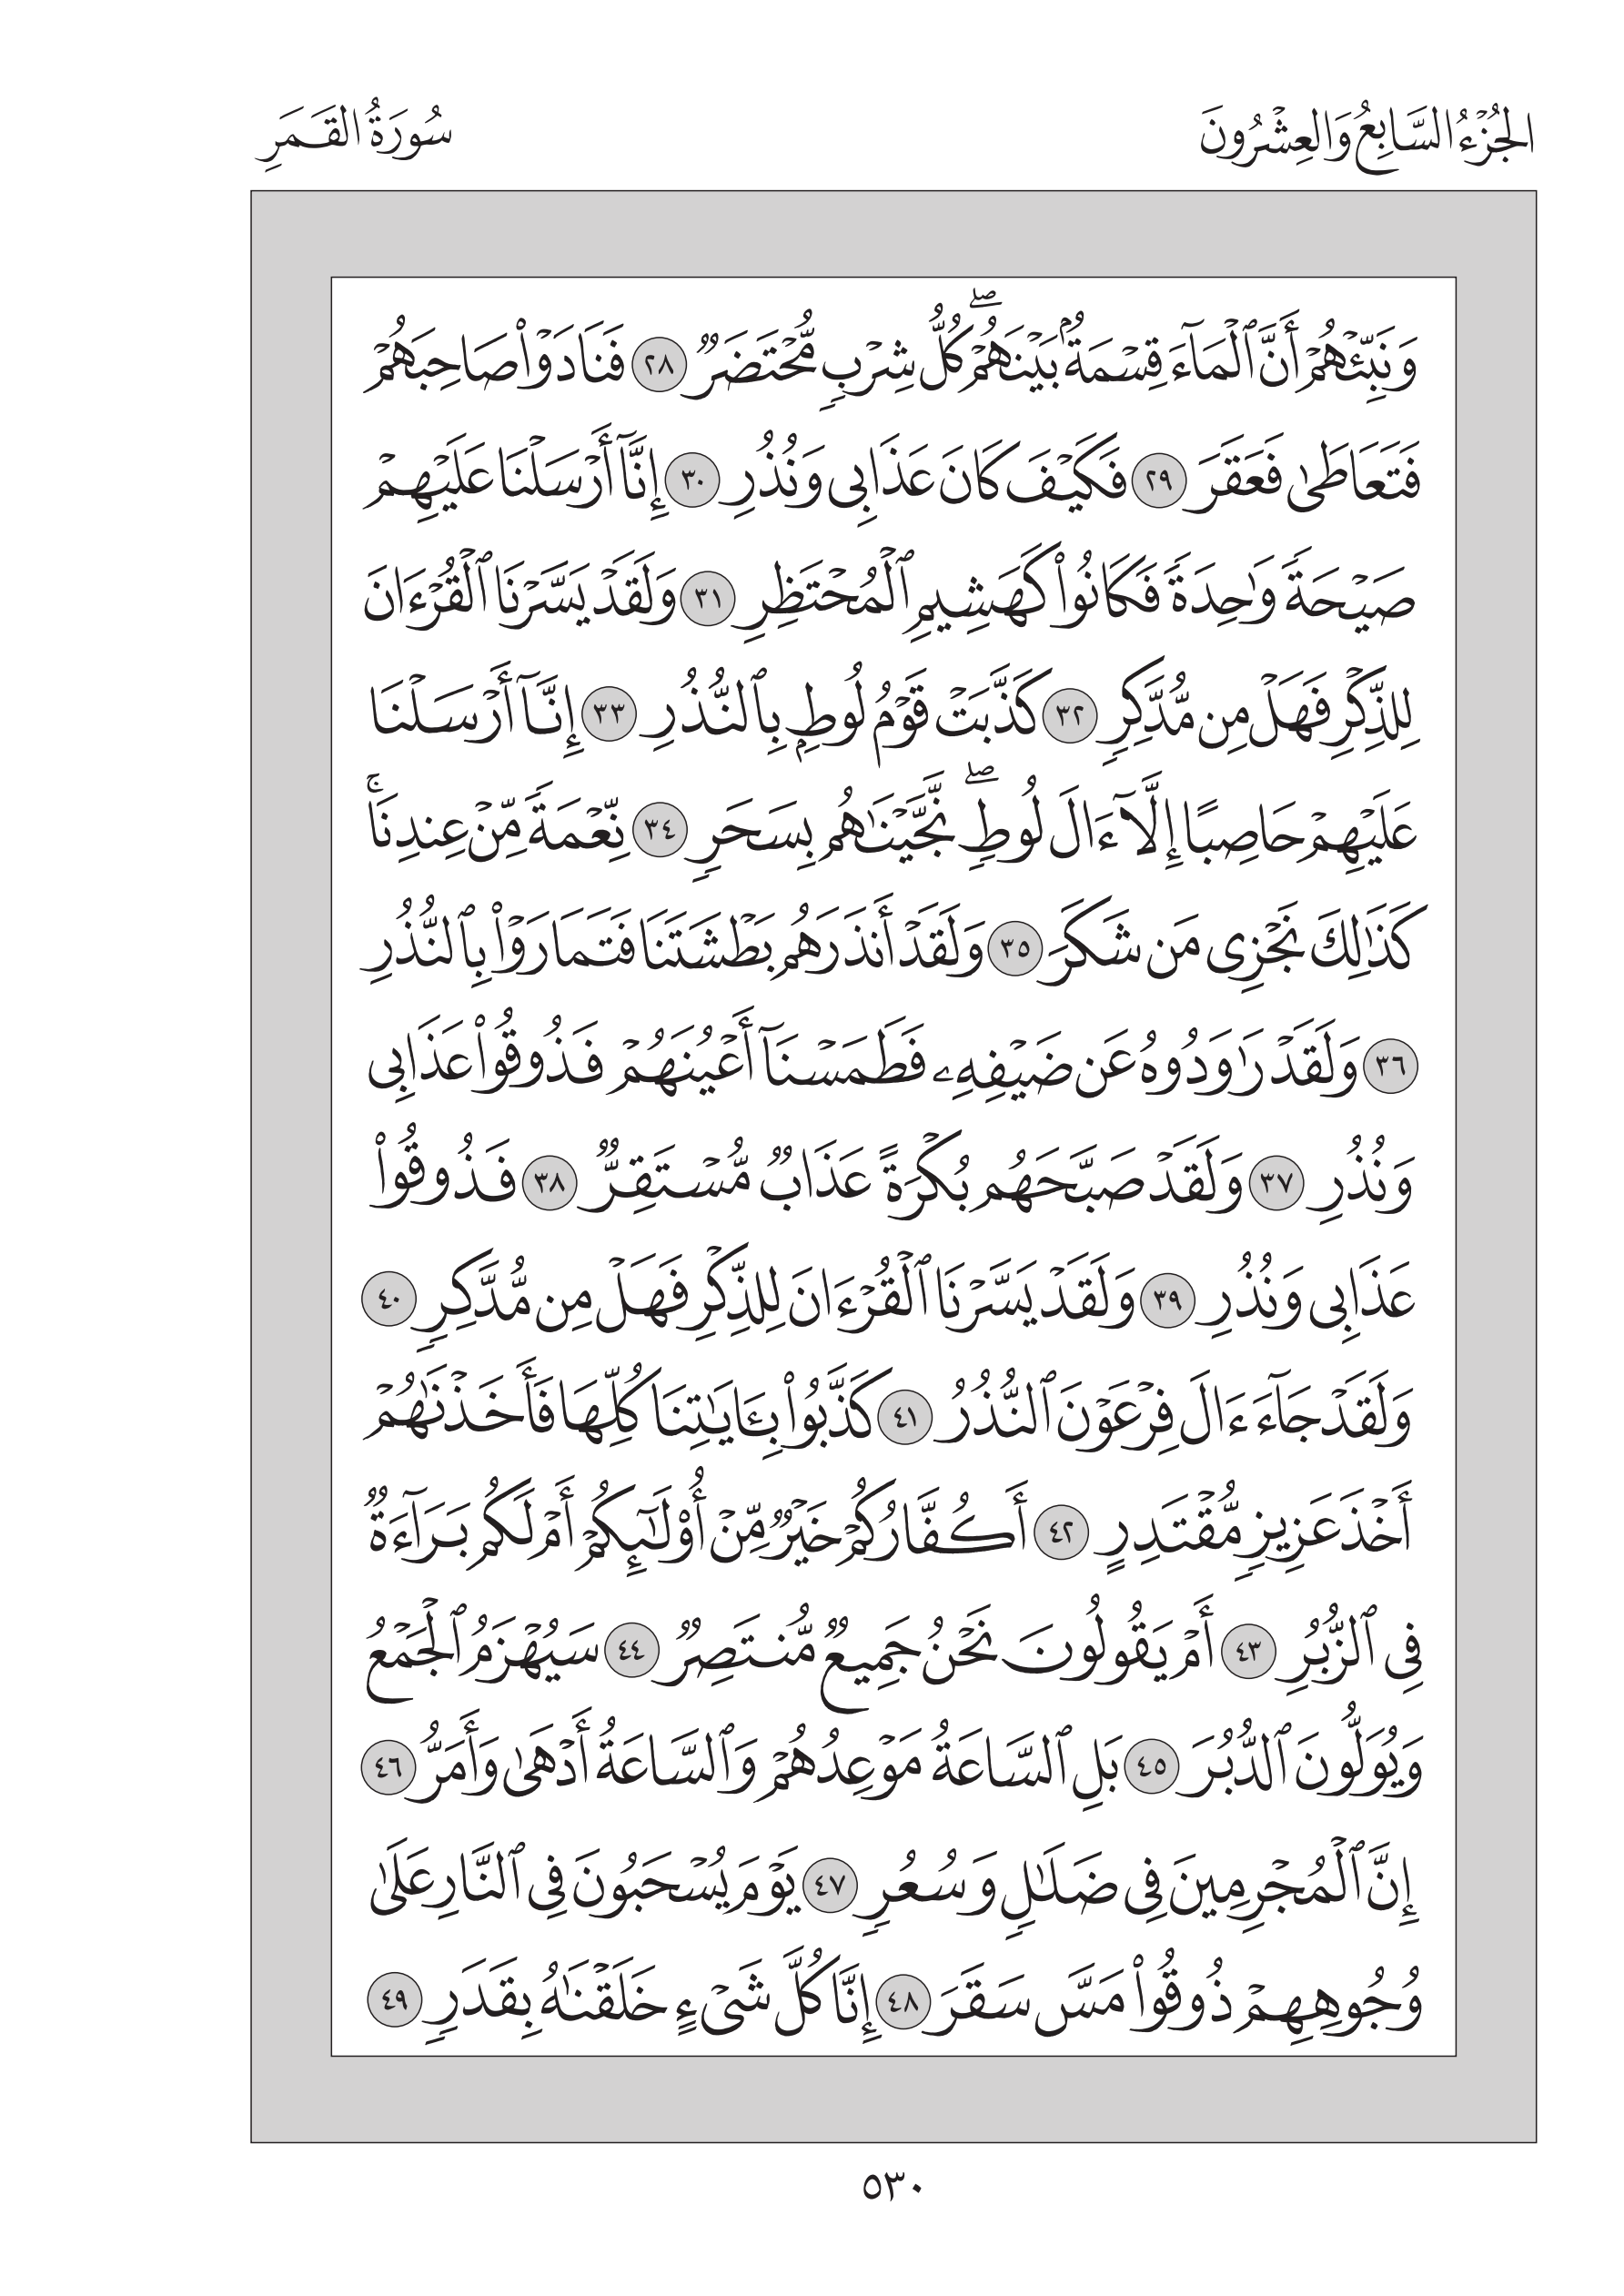 الجُزْءُ السَّابِعُ وَالعِشْرُونَ
سُورَةُ القَمَرِ
وَنَبِّئْهُمْ أَنَّ ٱلْمَآءَ قِسْمَةٌۢ بَيْنَهُمْۖ كُلُّ شِرْبٍ مُّحْتَضَرٌ ٢٨ فَنَادَوْا۟ صَاحِبَهُمْ
فَتَعَاطَىٰ فَعَقَرَ ٢٩ فَكَيْفَ كَانَ عَذَابِى وَنُذُرِ ٣٠ إِنَّآ أَرْسَلْنَا عَلَيْهِمْ
صَيْحَةً وَٰحِدَةً فَكَانُوا۟ كَهَشِيمِ ٱلْمُحْتَظِرِ ٣١ وَلَقَدْ يَسَّرْنَا ٱلْقُرْءَانَ
لِلذِّكْرِ فَهَلْ مِن مُّدَّكِرٍ ٣٢ كَذَّبَتْ قَوْمُ لُوطٍۭ بِٱلنُّذُرِ ٣٣ إِنَّآ أَرْسَلْنَا
عَلَيْهِمْ حَاصِبًا إِلَّآ ءَالَ لُوطٍۖ نَّجَّيْنَٰهُم بِسَحَرٍ ٣٤ نِّعْمَةً مِّنْ عِندِنَاۚ
كَذَٰلِكَ نَجْزِى مَن شَكَرَ ٣٥ وَلَقَدْ أَنذَرَهُم بَطْشَتَنَا فَتَمَارَوْا۟ بِٱلنُّذُرِ
٣٦ وَلَقَدْ رَٰوَدُوهُ عَن ضَيْفِهِۦ فَطَمَسْنَآ أَعْيُنَهُمْ فَذُوقُوا۟ عَذَابِى
وَنُذُرِ ٣٧ وَلَقَدْ صَبَّحَهُم بُكْرَةً عَذَابٌ مُّسْتَقِرٌّ ٣٨ فَذُوقُوا۟
عَذَابِى وَنُذُرِ ٣٩ وَلَقَدْ يَسَّرْنَا ٱلْقُرْءَانَ لِلذِّكْرِ فَهَلْ مِن مُّدَّكِرٍ ٤٠
وَلَقَدْ جَآءَ ءَالَ فِرْعَوْنَ ٱلنُّذُرُ ٤١ كَذَّبُوا۟ بِـَٔايَٰتِنَا كُلِّهَا فَأَخَذْنَٰهُمْ
أَخْذَ عَزِيزٍ مُّقْتَدِرٍ ٤٢ أَكُفَّارُكُمْ خَيْرٌ مِّنْ أُو۟لَٰٓئِكُمْ أَمْ لَكُم بَرَآءَةٌ
فِى ٱلزُّبُرِ ٤٣ أَمْ يَقُولُونَ نَحْنُ جَمِيعٌ مُّنتَصِرٌ ٤٤ سَيُهْزَمُ ٱلْجَمْعُ
وَيُوَلُّونَ ٱلدُّبُرَ ٤٥ بَلِ ٱلسَّاعَةُ مَوْعِدُهُمْ وَٱلسَّاعَةُ أَدْهَىٰ وَأَمَرُّ ٤٦
إِنَّ ٱلْمُجْرِمِينَ فِى ضَلَٰلٍ وَسُعُرٍ ٤٧ يَوْمَ يُسْحَبُونَ فِى ٱلنَّارِ عَلَىٰ
وُجُوهِهِمْ ذُوقُوا۟ مَسَّ سَقَرَ ٤٨ إِنَّا كُلَّ شَىْءٍ خَلَقْنَٰهُ بِقَدَرٍ ٤٩
٥٣٠